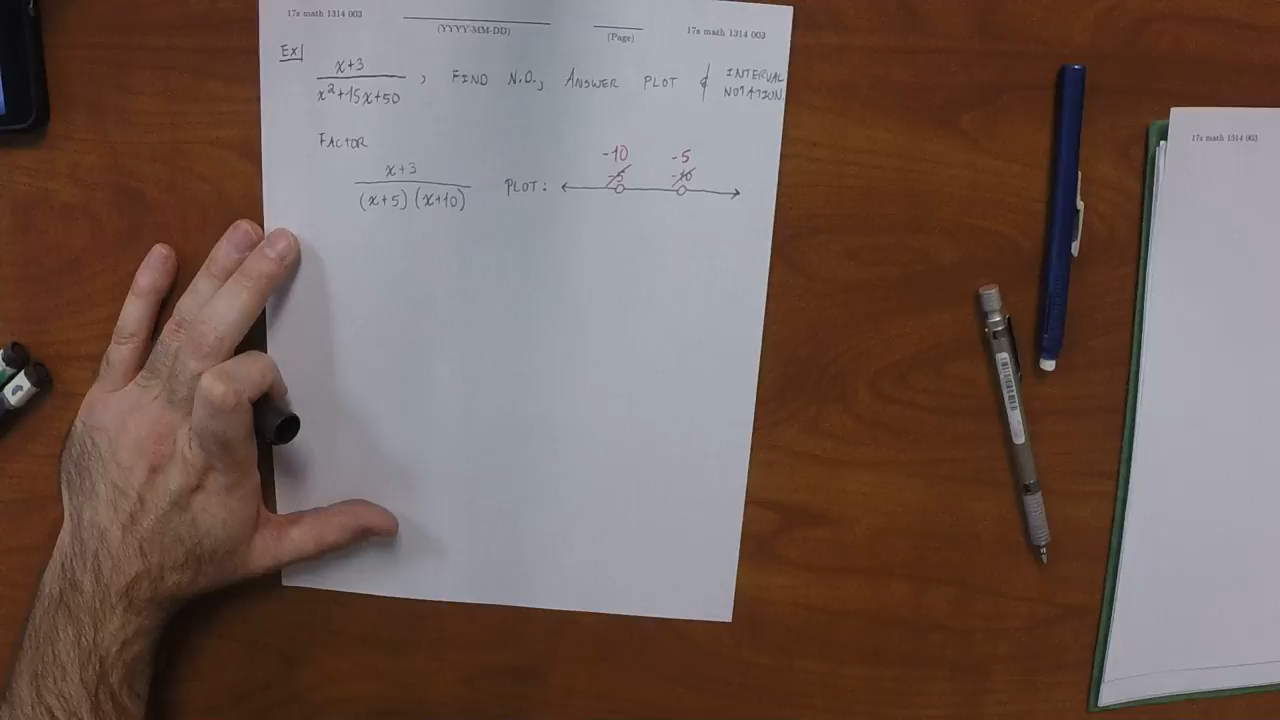 17s math 1314 003
(YYYY-MM-DD)
(Page)
17s math 1314 003
Ex1
x+3
x²+15x+50
, FIND N.D., ANSWER PLOT & INTERVAL NOTATION.
FACTOR
x+3
(x+5) (x+10)
PLOT:
-10 -5
-5 -10
17s math 1314 003